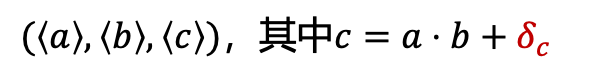 (⟨a⟩, ⟨b⟩, ⟨c⟩)，其中c = a · b + δ_c